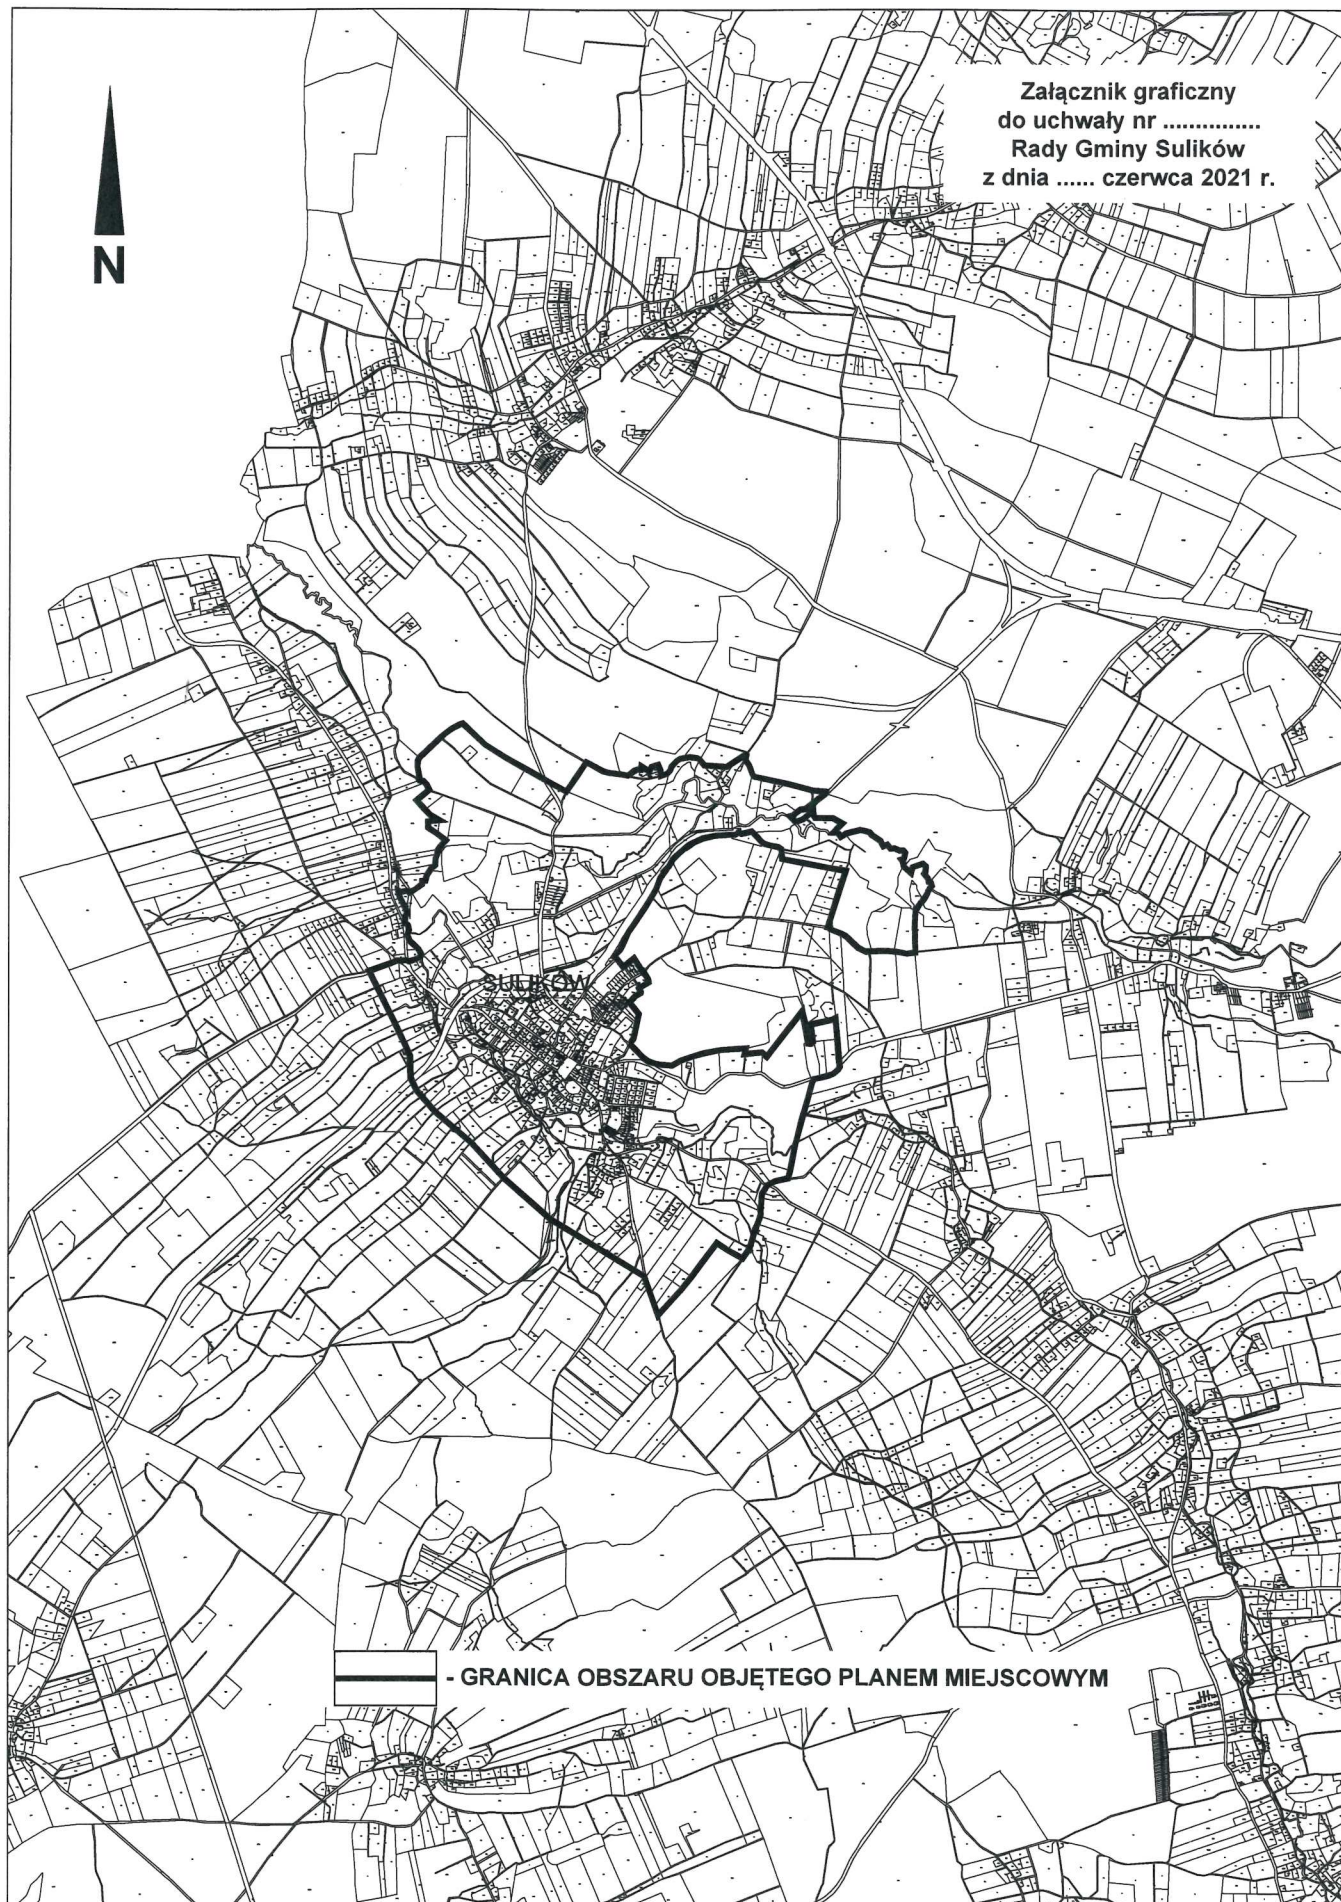 Załącznik graficzny
do uchwały nr ...............
Rady Gminy Sulików
z dnia ...... czerwca 2021 r.
N
SULIKÓW
- GRANICA OBSZARU OBJĘTEGO PLANEM MIEJSCOWYM